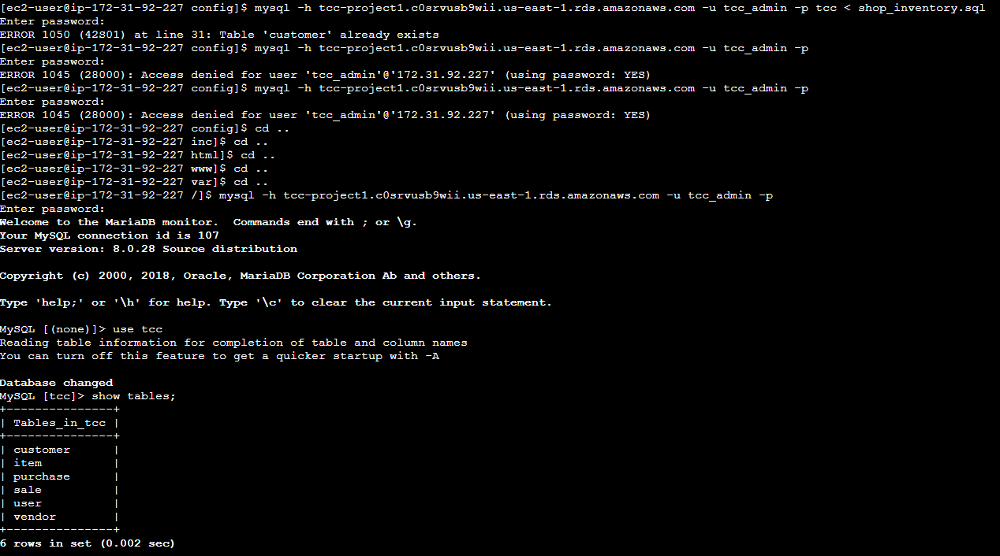 [ec2-user@ip-172-31-92-227 config]$ mysql -h tcc-project1.c0srvusb9wii.us-east-1.rds.amazonaws.com -u tcc_admin -p tcc < shop_inventory.sql
Enter password:
ERROR 1050 (42S01) at line 31: Table 'customer' already exists
[ec2-user@ip-172-31-92-227 config]$ mysql -h tcc-project1.c0srvusb9wii.us-east-1.rds.amazonaws.com -u tcc_admin -p
Enter password:
ERROR 1045 (28000): Access denied for user 'tcc_admin'@'172.31.92.227' (using password: YES)
[ec2-user@ip-172-31-92-227 config]$ mysql -h tcc-project1.c0srvusb9wii.us-east-1.rds.amazonaws.com -u tcc_admin -p
Enter password:
ERROR 1045 (28000): Access denied for user 'tcc_admin'@'172.31.92.227' (using password: YES)
[ec2-user@ip-172-31-92-227 config]$ cd ..
[ec2-user@ip-172-31-92-227 inc]$ cd ..
[ec2-user@ip-172-31-92-227 html]$ cd ..
[ec2-user@ip-172-31-92-227 www]$ cd ..
[ec2-user@ip-172-31-92-227 var]$ cd ..
[ec2-user@ip-172-31-92-227 /]$ mysql -h tcc-project1.c0srvusb9wii.us-east-1.rds.amazonaws.com -u tcc_admin -p
Enter password:
Welcome to the MariaDB monitor.  Commands end with ; or \g.
Your MySQL connection id is 107
Server version: 8.0.28 Source distribution

Copyright (c) 2000, 2018, Oracle, MariaDB Corporation Ab and others.

Type 'help;' or '\h' for help. Type '\c' to clear the current input statement.

MySQL [(none)]> use tcc
Reading table information for completion of table and column names
You can turn off this feature to get a quicker startup with -A

Database changed
MySQL [tcc]> show tables;
+---------------+
| Tables_in_tcc |
+---------------+
| customer      |
| item          |
| purchase      |
| sale          |
| user          |
| vendor        |
+---------------+
6 rows in set (0.002 sec)